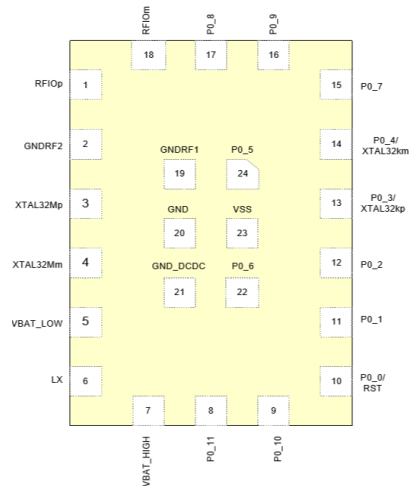 RFIOm
P0_8
P0_9
18
17
16
RFIOp
1
15
P0_7
GNDRF2
2
14
P0_4/
XTAL32km
GNDRF1
P0_5
19
24
XTAL32Mp
3
13
P0_3/
XTAL32kp
GND
VSS
20
23
XTAL32Mm
4
12
P0_2
GND_DCDC
P0_6
21
22
VBAT_LOW
5
11
P0_1
LX
6
10
P0_0/
RST
7
8
9
VBAT_HIGH
P0_11
P0_10